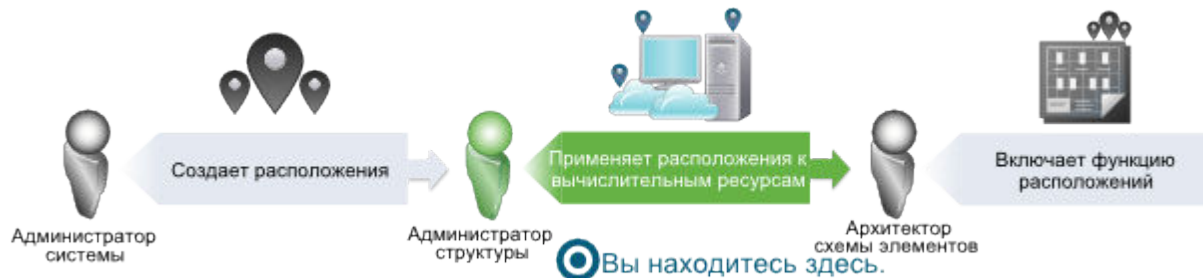 Создает расположения
Применяет расположения к
вычислительным ресурсам
Включает функцию
расположений
Администратор
системы
Администратор
структуры
Архитектор
схемы элементов
Вы находитесь здесь.